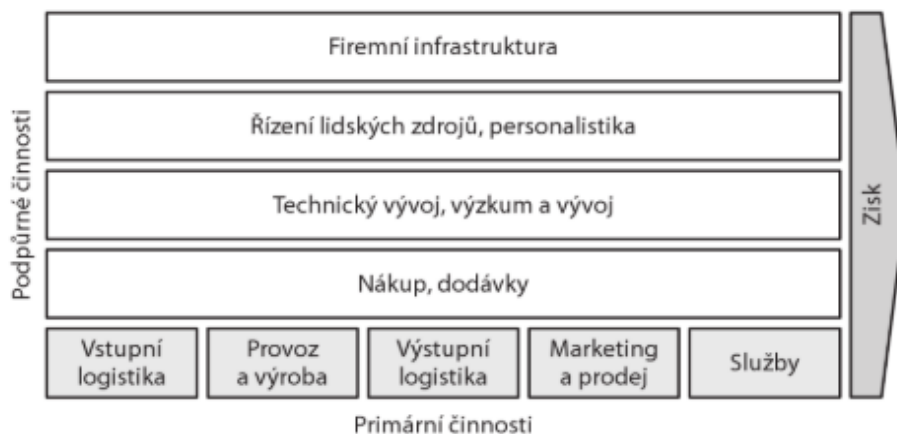 Podpůrné činnosti
Firemní infrastruktura
Řízení lidských zdrojů, personalistika
Technický vývoj, výzkum a vývoj
Nákup, dodávky
Vstupní
logistika
Provoz
a výroba
Výstupní
logistika
Marketing
a prodej
Služby
Zisk
Primární činnosti